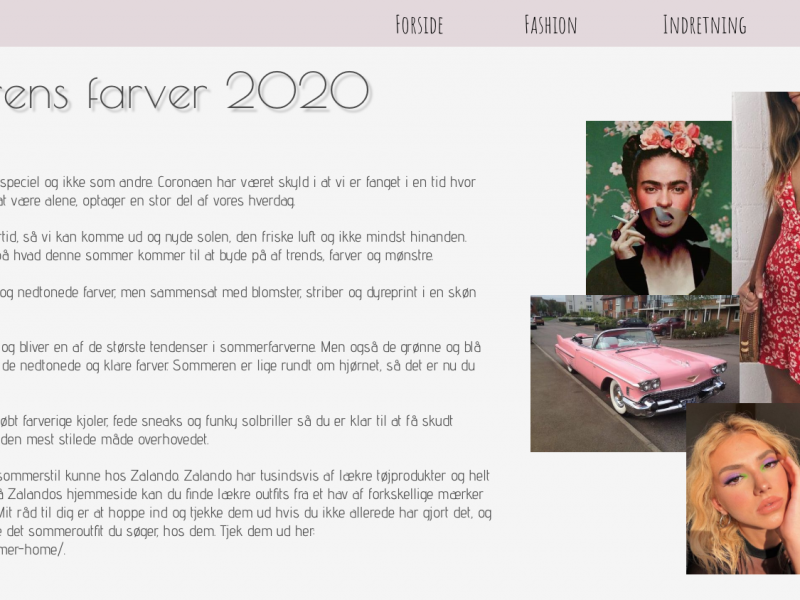 Forside Fashion Indretning
rens farver 2020
speciel og ikke som andre. Coronaen har været skyld i at vi er fanget i en tid hvor
at være alene, optager en stor del af vores hverdag.
tid, så vi kan komme ud og nyde solen, den friske luft og ikke mindst hinanden.
på hvad denne sommer kommer til at byde på af trends, farver og mønstre.
og nedtonede farver, men sammensat med blomster, striber og dyreprint i en skøn
og bliver en af de største tendenser i sommerfarverne. Men også de grønne og blå
de nedtonede og klare farver. Sommeren er lige rundt om hjørnet, så det er nu du
øbt farverige kjoler, fede sneaks og funky solbriller så du er klar til at få skudt
den mest stilede måde overhovedet.
sommerstil kunne hos Zalando. Zalando har tusindsvis af lækre tøjprodukter og helt
å Zalandos hjemmeside kan du finde lækre outfits fra et hav af forkskellige mærker
Mit råd til dig er at hoppe ind og tjekke dem ud hvis du ikke allerede har gjort det, og
e det sommeroutfit du søger, hos dem. Tjek dem ud her:
mer-home/.